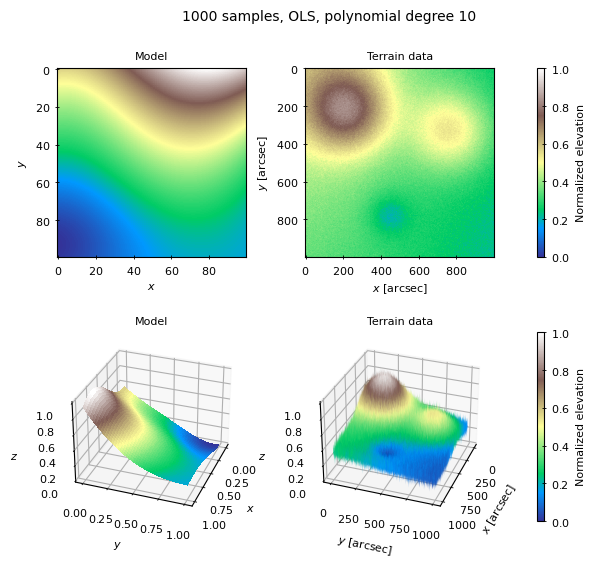 1000 samples, OLS, polynomial degree 10
Model
0
20
40
60
80
y
0 20 40 60 80
x
Terrain data
0
200
400
600
800
y [arcsec]
0 200 400 600 800
x [arcsec]
1.0
0.8
0.6
0.4
0.2
0.0
Normalized elevation
Model
1.0
0.8
0.6
0.4
0.2
0.0
z
0.00 0.25 0.50 0.75 1.00
y
0.00
0.25
0.50
0.75
1.00
x
Terrain data
1.0
0.8
0.6
0.4
0.2
0.0
z
0 250 500 750 1000
y [arcsec]
0
250
500
750
1000
x [arcsec]
1.0
0.8
0.6
0.4
0.2
0.0
Normalized elevation